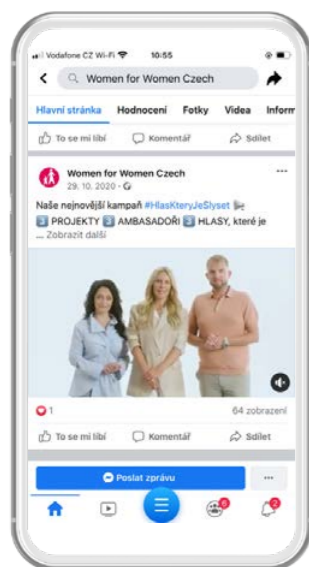 Vodafone CZ Wi-Fi 10:55
Women for Women Czech
Hlavní stránka Hodnocení Fotky Videa Inform
To se mi líbí Komentář Sdílet
Women for Women Czech
29. 10. 2020 ·
Naše nejnovější kampaň #HlasKteryJeSlyset
3 PROJEKTY 3 AMBASADOŘI 3 HLASY, které je
... Zobrazit další
1 64 zobrazení
To se mi líbí Komentář Sdílet
Poslat zprávu ...
6 2